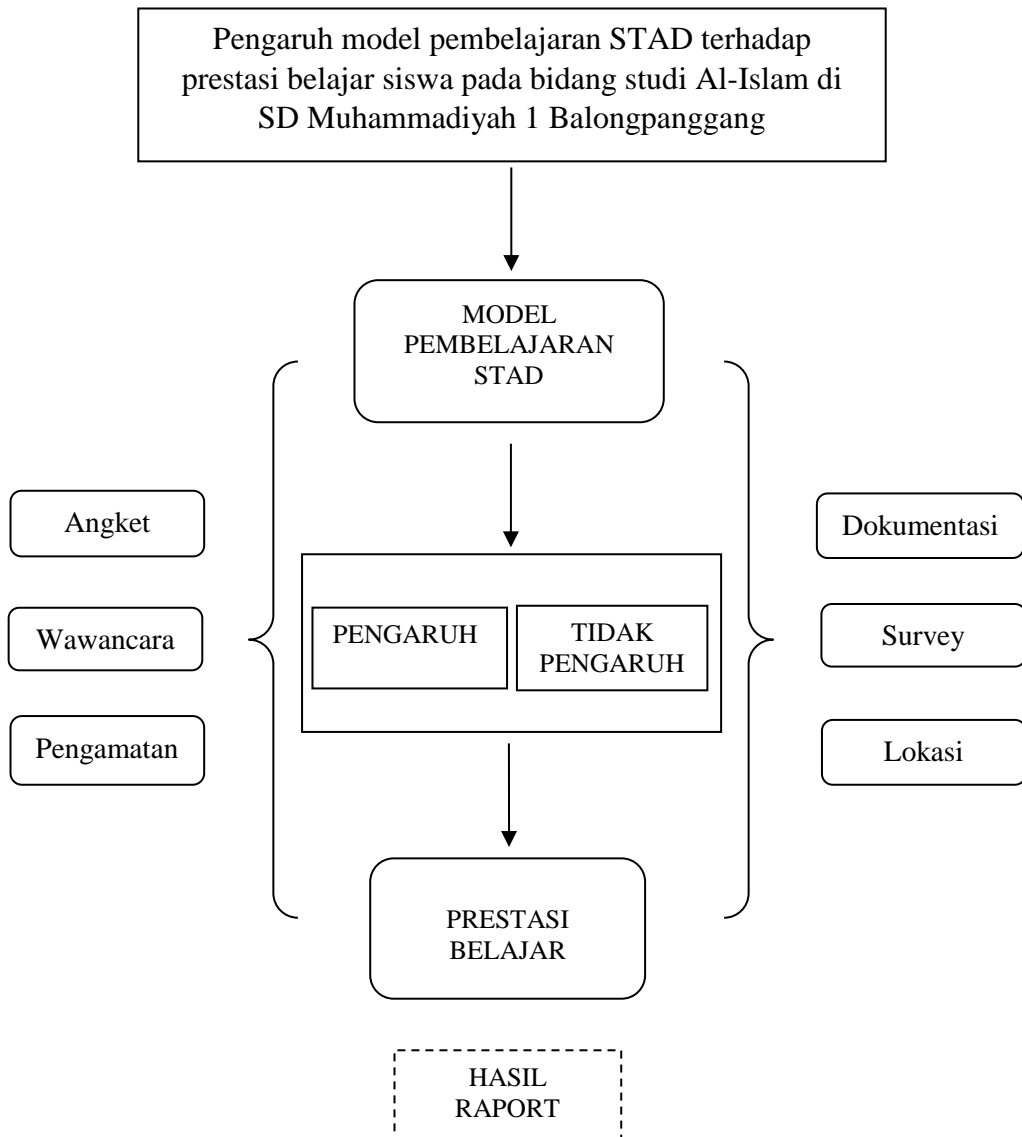 Pengaruh model pembelajaran STAD terhadap
prestasi belajar siswa pada bidang studi Al-Islam di
SD Muhammadiyah 1 Balongpanggang
MODEL
PEMBELAJARAN
STAD
Angket
Wawancara
Pengamatan
PENGARUH
TIDAK
PENGARUH
Dokumentasi
Survey
Lokasi
PRESTASI
BELAJAR
HASIL
RAPORT